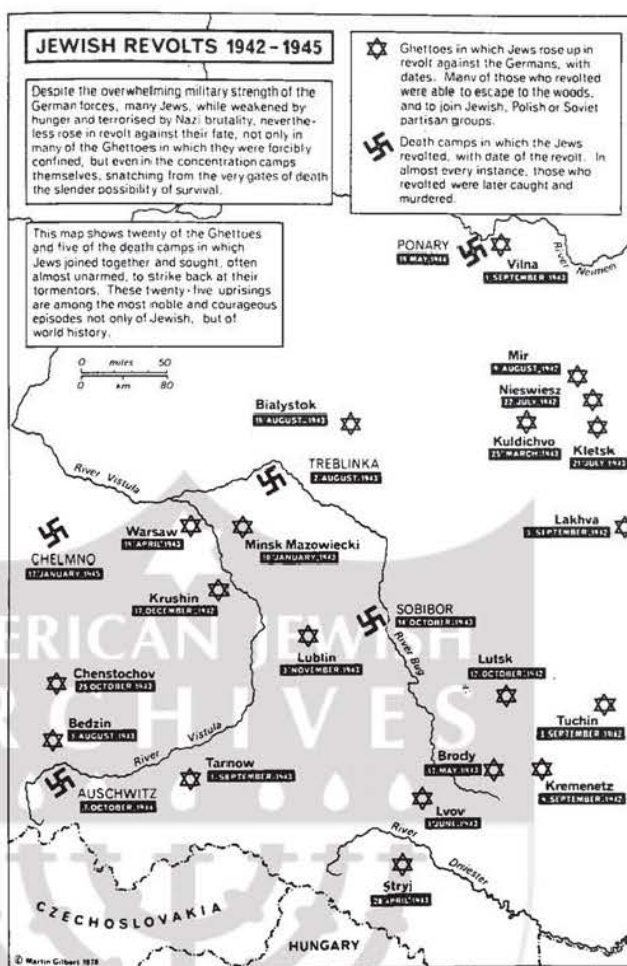 JEWISH REVOLTS 1942-1945
Despite the overwhelming military strength of the
German forces, many Jews, while weakened by
hunger and terrorised by Nazi brutality, neverthe-
less rose in revolt against their fate, not only in
many of the Ghettoes in which they were forcibly
confined, but even in the concentration camps
themselves, snatching from the very gates of death
the slender possibility of survival.
This map shows twenty of the Ghettoes
and five of the death camps in which
Jews joined together and sought, often
almost unarmed, to strike back at their
tormentors. These twenty-five uprisings
are among the most noble and courageous
episodes not only of Jewish, but of
world history.
Ghettoes in which Jews rose up in
revolt against the Germans, with
dates. Many of those who revolted
were able to escape to the woods,
and to join Jewish, Polish or Soviet
partisan groups.
Death camps in which the Jews
revolted, with date of the revolt. In
almost every instance, those who
revolted were later caught and
murdered.
0 miles 50
0 km 80
PONARY
19 MAY, 1944
Vilna
1 SEPTEMBER 1943
River Neimen
Mir
9 AUGUST, 1942
Nieswiesz
22 JULY, 1942
Kuldichvo
25 MARCH, 1943
Kletsk
21 JULY, 1943
Bialystok
15 AUGUST, 1943
TREBLINKA
2 AUGUST, 1943
River Vistula
Lakhva
3 SEPTEMBER, 1942
Warsaw
19 APRIL 1943
Minsk Mazowiecki
10 JANUARY, 1943
CHELMNO
17 JANUARY, 1945
Krushin
17 DECEMBER, 1942
SOBIBOR
14 OCTOBER, 1943
River Bug
AMERICAN JEWISH
ARCHIVES
Lublin
3 NOVEMBER, 1943
Lutsk
12 OCTOBER, 1942
Chenstochov
25 OCTOBER 1943
Tuchin
3 SEPTEMBER 1942
Bedzin
3 AUGUST, 1943
River Vistula
Tarnow
1 SEPTEMBER, 1943
Brody
17 MAY, 1943
Kremenetz
9 SEPTEMBER, 1942
AUSCHWITZ
7 OCTOBER, 1944
Lvov
1 JUNE, 1943
River Dniester
Stryj
28 APRIL 1943
CZECHOSLOVAKIA
HUNGARY
© Martin Gilbert 1978